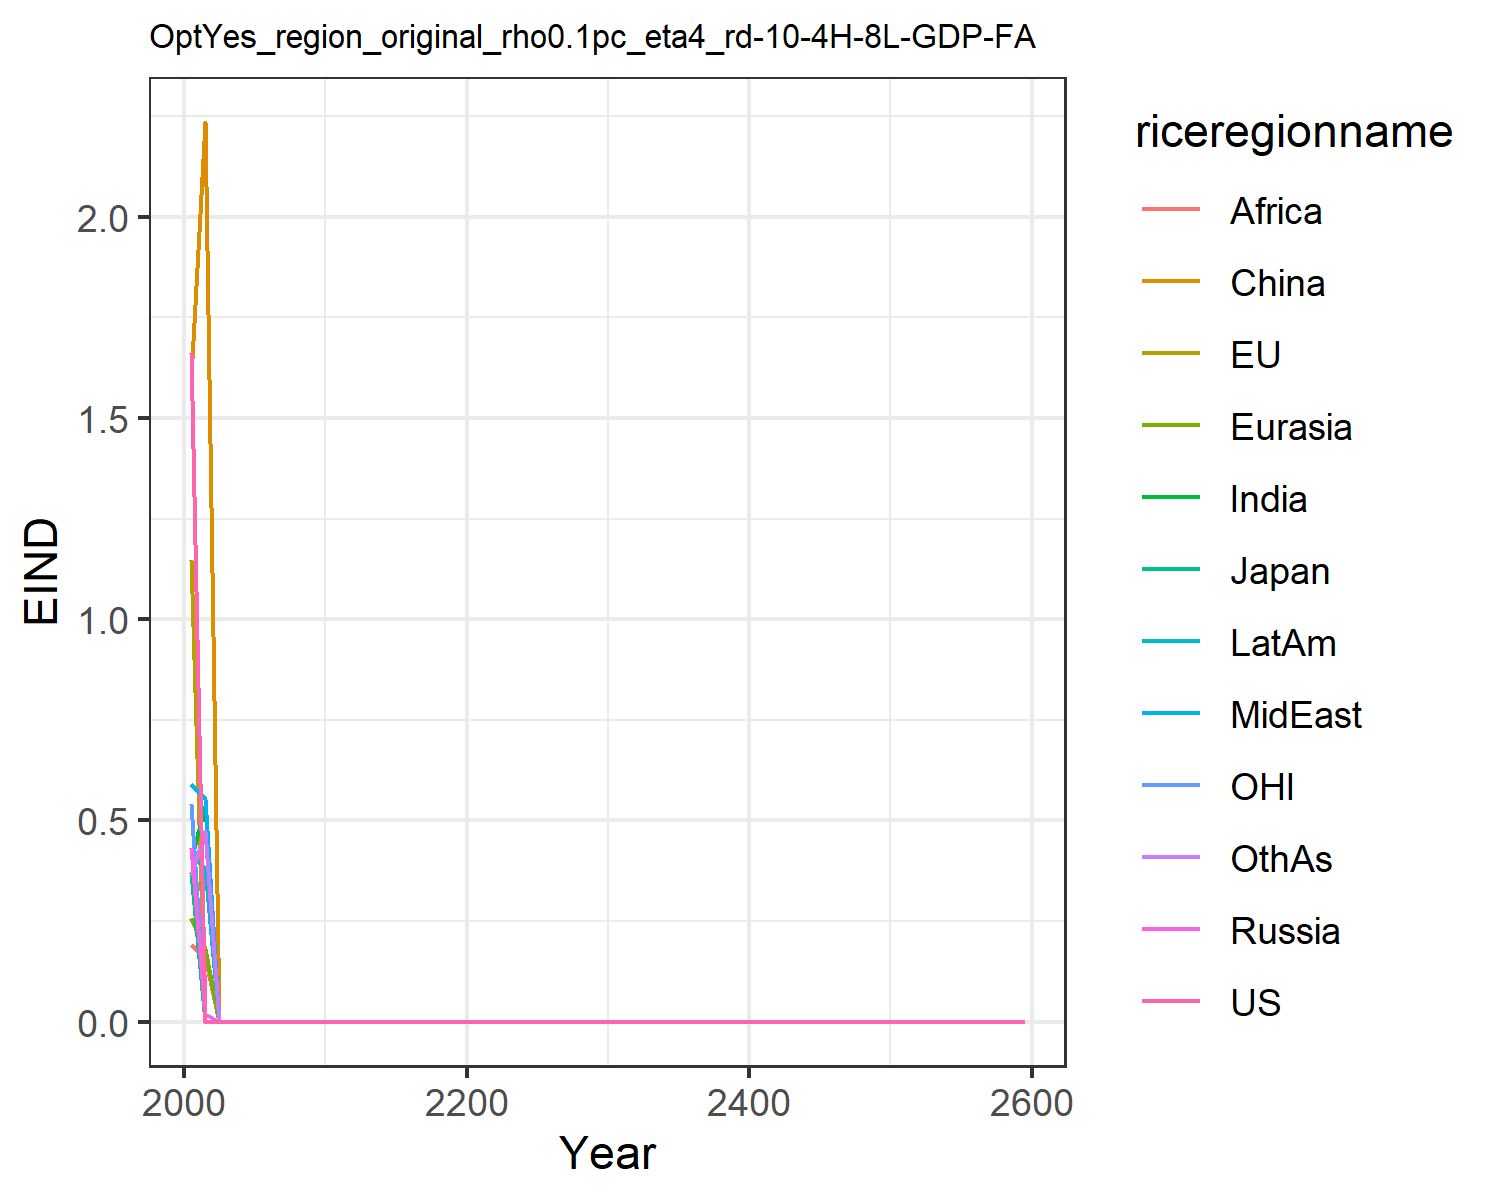 OptYes_region_original_rho0.1pc_eta4_rd-10-4H-8L-GDP-FA
EIND
2.0
1.5
1.0
0.5
0.0
2000
2200
2400
2600
Year
riceregionname
Africa
China
EU
Eurasia
India
Japan
LatAm
MidEast
OHI
OthAs
Russia
US